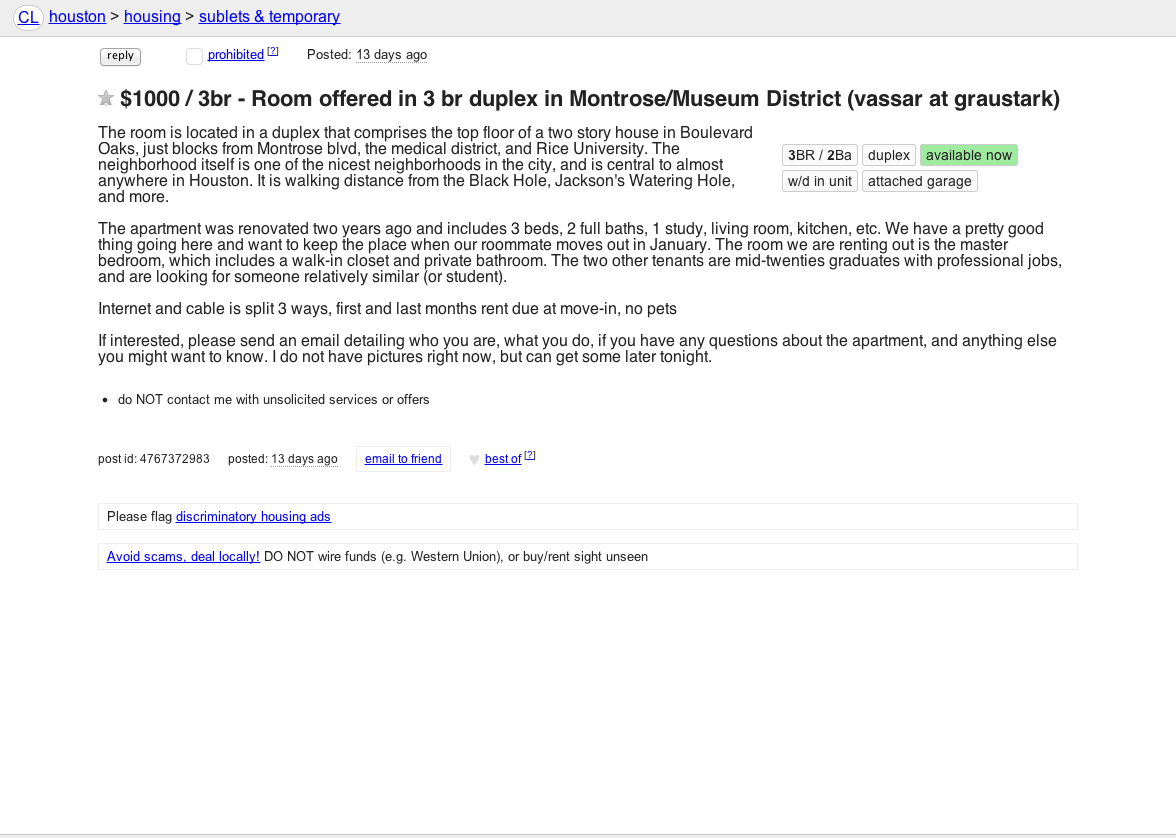 CL houston > housing > sublets & temporary
reply prohibited [?] Posted: 13 days ago
$1000 / 3br - Room offered in 3 br duplex in Montrose/Museum District (vassar at graustark)
The room is located in a duplex that comprises the top floor of a two story house in Boulevard
Oaks, just blocks from Montrose blvd, the medical district, and Rice University. The
neighborhood itself is one of the nicest neighborhoods in the city, and is central to almost
anywhere in Houston. It is walking distance from the Black Hole, Jackson's Watering Hole,
and more.
3BR / 2Ba duplex available now
w/d in unit attached garage
The apartment was renovated two years ago and includes 3 beds, 2 full baths, 1 study, living room, kitchen, etc. We have a pretty good
thing going here and want to keep the place when our roommate moves out in January. The room we are renting out is the master
bedroom, which includes a walk-in closet and private bathroom. The two other tenants are mid-twenties graduates with professional jobs,
and are looking for someone relatively similar (or student).
Internet and cable is split 3 ways, first and last months rent due at move-in, no pets
If interested, please send an email detailing who you are, what you do, if you have any questions about the apartment, and anything else
you might want to know. I do not have pictures right now, but can get some later tonight.
• do NOT contact me with unsolicited services or offers
post id: 4767372983 posted: 13 days ago email to friend ♥ best of [?]
Please flag discriminatory housing ads
Avoid scams, deal locally! DO NOT wire funds (e.g. Western Union), or buy/rent sight unseen